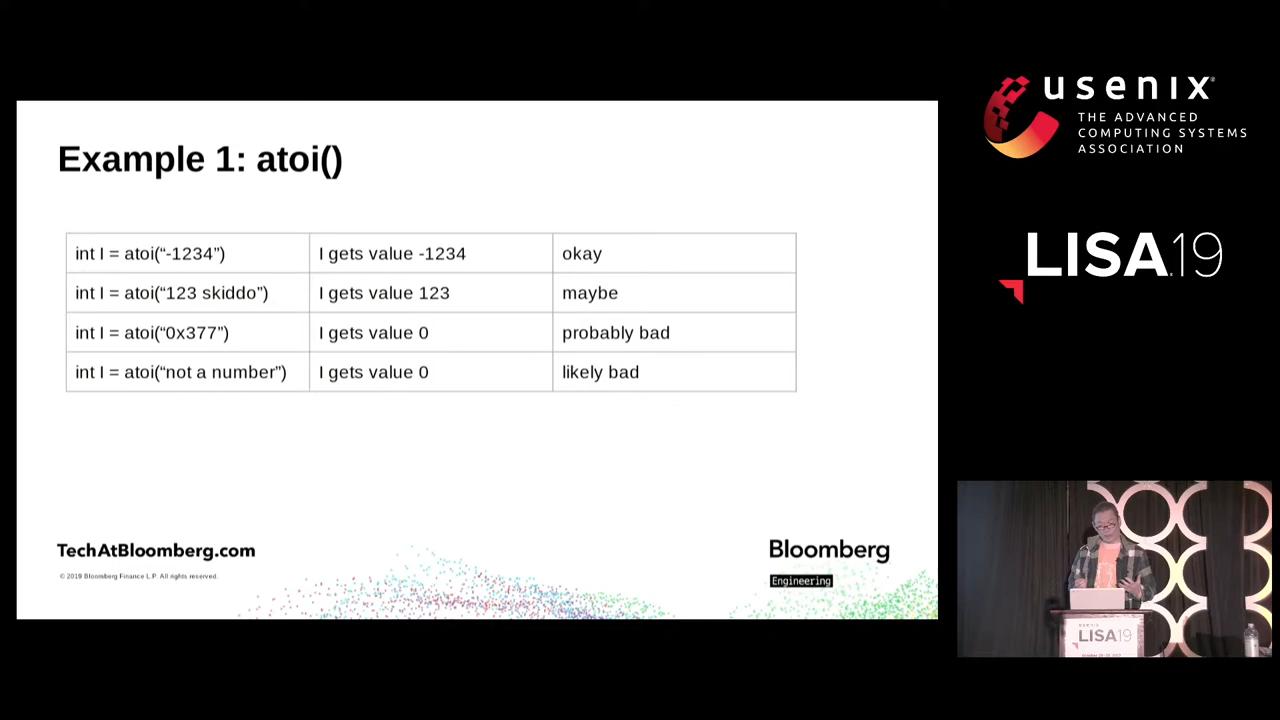 Example 1: atoi()
int I = atoi(“-1234”) I gets value -1234 okay
int I = atoi(“123 skiddo”) I gets value 123 maybe
int I = atoi(“0x377”) I gets value 0 probably bad
int I = atoi(“not a number”) I gets value 0 likely bad
TechAtBloomberg.com
© 2019 Bloomberg Finance L.P. All rights reserved.
Bloomberg
Engineering
usenix
THE ADVANCED
COMPUTING SYSTEMS
ASSOCIATION
LISA19
usenix
LISA19